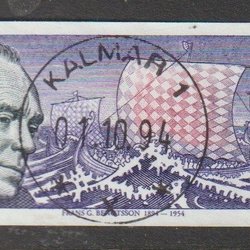 KALMAR 1
01.10.94
FRANS G. BENGTSSON 1894 – 1954